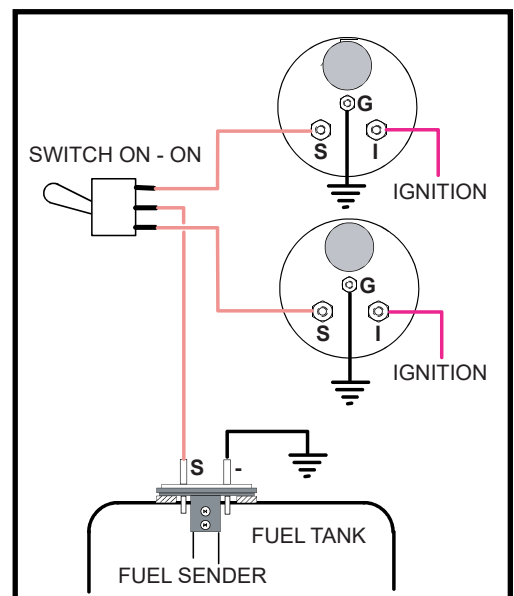 G
S I
SWITCH ON - ON
IGNITION
G
S I
IGNITION
S -
FUEL TANK
FUEL SENDER